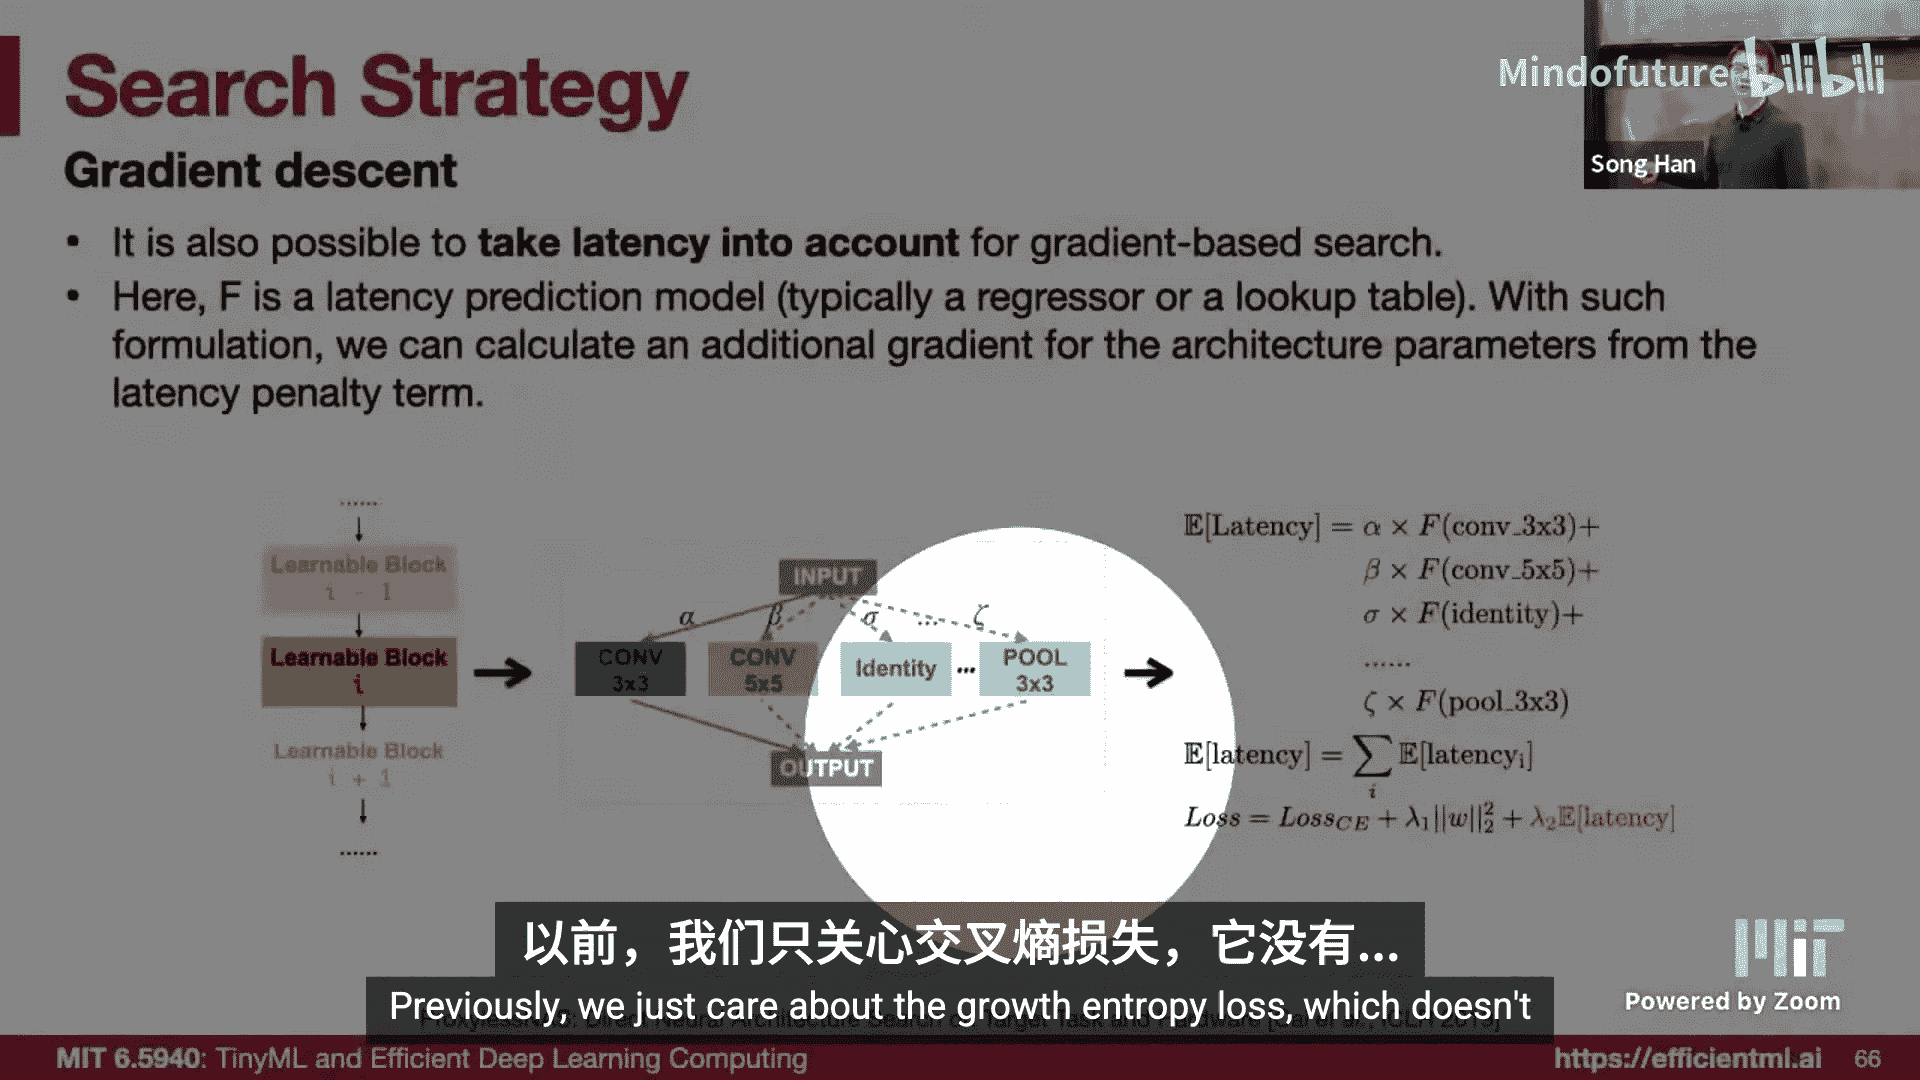 Search Strategy
Mindofuture bilibili
Song Han
Gradient descent
• It is also possible to take latency into account for gradient-based search.
• Here, F is a latency prediction model (typically a regressor or a lookup table). With such
formulation, we can calculate an additional gradient for the architecture parameters from the
latency penalty term.
......
Learnable Block
i - 1
Learnable Block
i
Learnable Block
i + 1
......
INPUT
α β σ ... ζ
CONV
3x3
CONV
5x5
Identity
...
POOL
3x3
OUTPUT
𝔼[Latency] = α × F(conv_3x3)+
β × F(conv_5x5)+
σ × F(identity)+
......
ζ × F(pool_3x3)
𝔼[latency] = ∑ᵢ 𝔼[latencyᵢ]
Loss = Loss_CE + λ₁||w||₂² + λ₂𝔼[latency]
以前，我们只关心交叉熵损失，它没有...
Previously, we just care about the growth entropy loss, which doesn't
MIT
Powered by Zoom
MIT 6.5940: TinyML and Efficient Deep Learning Computing
https://efficientml.ai
66